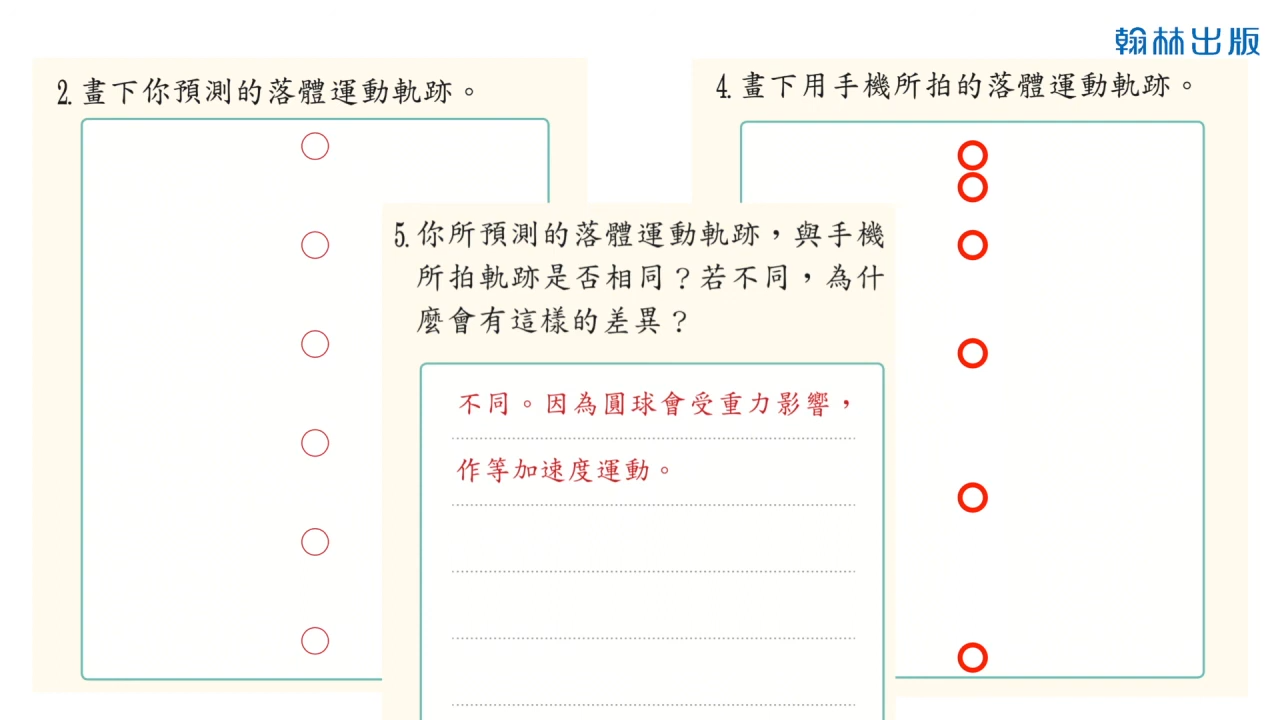 翰林出版
2. 畫下你預測的落體運動軌跡。
4. 畫下用手機所拍的落體運動軌跡。
5. 你所預測的落體運動軌跡，與手機
所拍軌跡是否相同？若不同，為什
麼會有這樣的差異？
不同。因為圓球會受重力影響，
作等加速度運動。